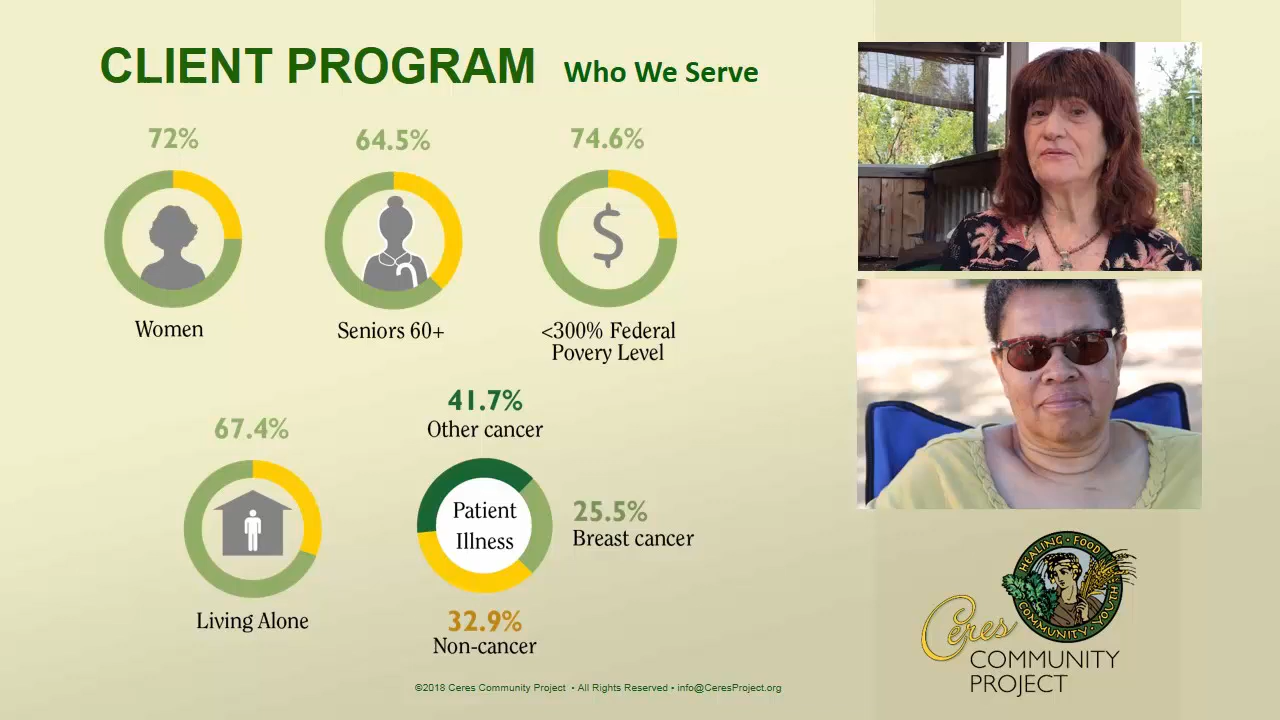 CLIENT PROGRAM Who We Serve
72%
Women
64.5%
Seniors 60+
74.6%
$
<300% Federal
Povery Level
67.4%
Living Alone
41.7%
Other cancer
Patient
Illness
25.5%
Breast cancer
32.9%
Non-cancer
HEALING · FOOD
COMMUNITY · YOUTH
Ceres
COMMUNITY
PROJECT
©2018 Ceres Community Project • All Rights Reserved • info@CeresProject.org